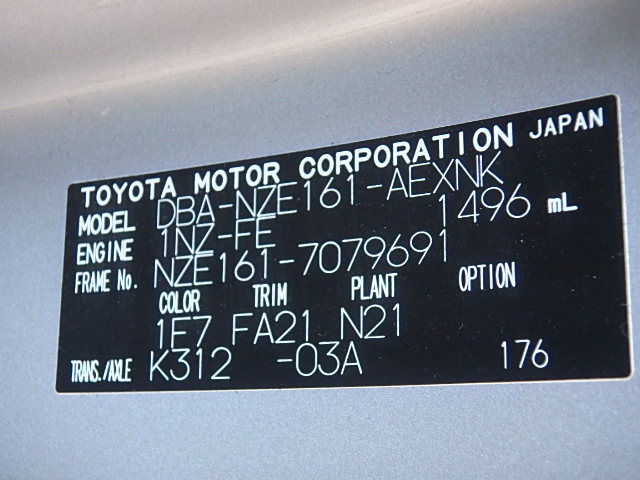 TOYOTA MOTOR CORPORATION JAPAN
MODEL DBA-NZE161-AEXNK
ENGINE 1NZ-FE 1496 mL
FRAME No. NZE161-7079691
COLOR TRIM PLANT OPTION
1E7 FA21 N21
TRANS./AXLE K312 -03A 176